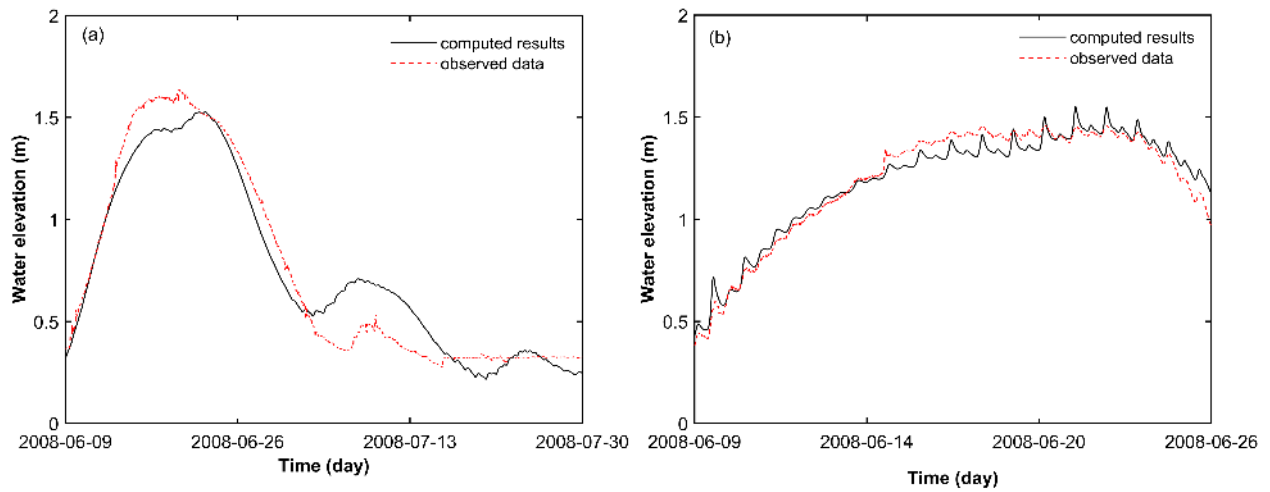 (a)
computed results
observed data
Water elevation (m)
2
1.5
1
0.5
0
2008-06-09
2008-06-26
2008-07-13
2008-07-30
Time (day)
(b)
computed results
observed data
Water elevation (m)
2
1.5
1
0.5
0
2008-06-09
2008-06-14
2008-06-20
2008-06-26
Time (day)